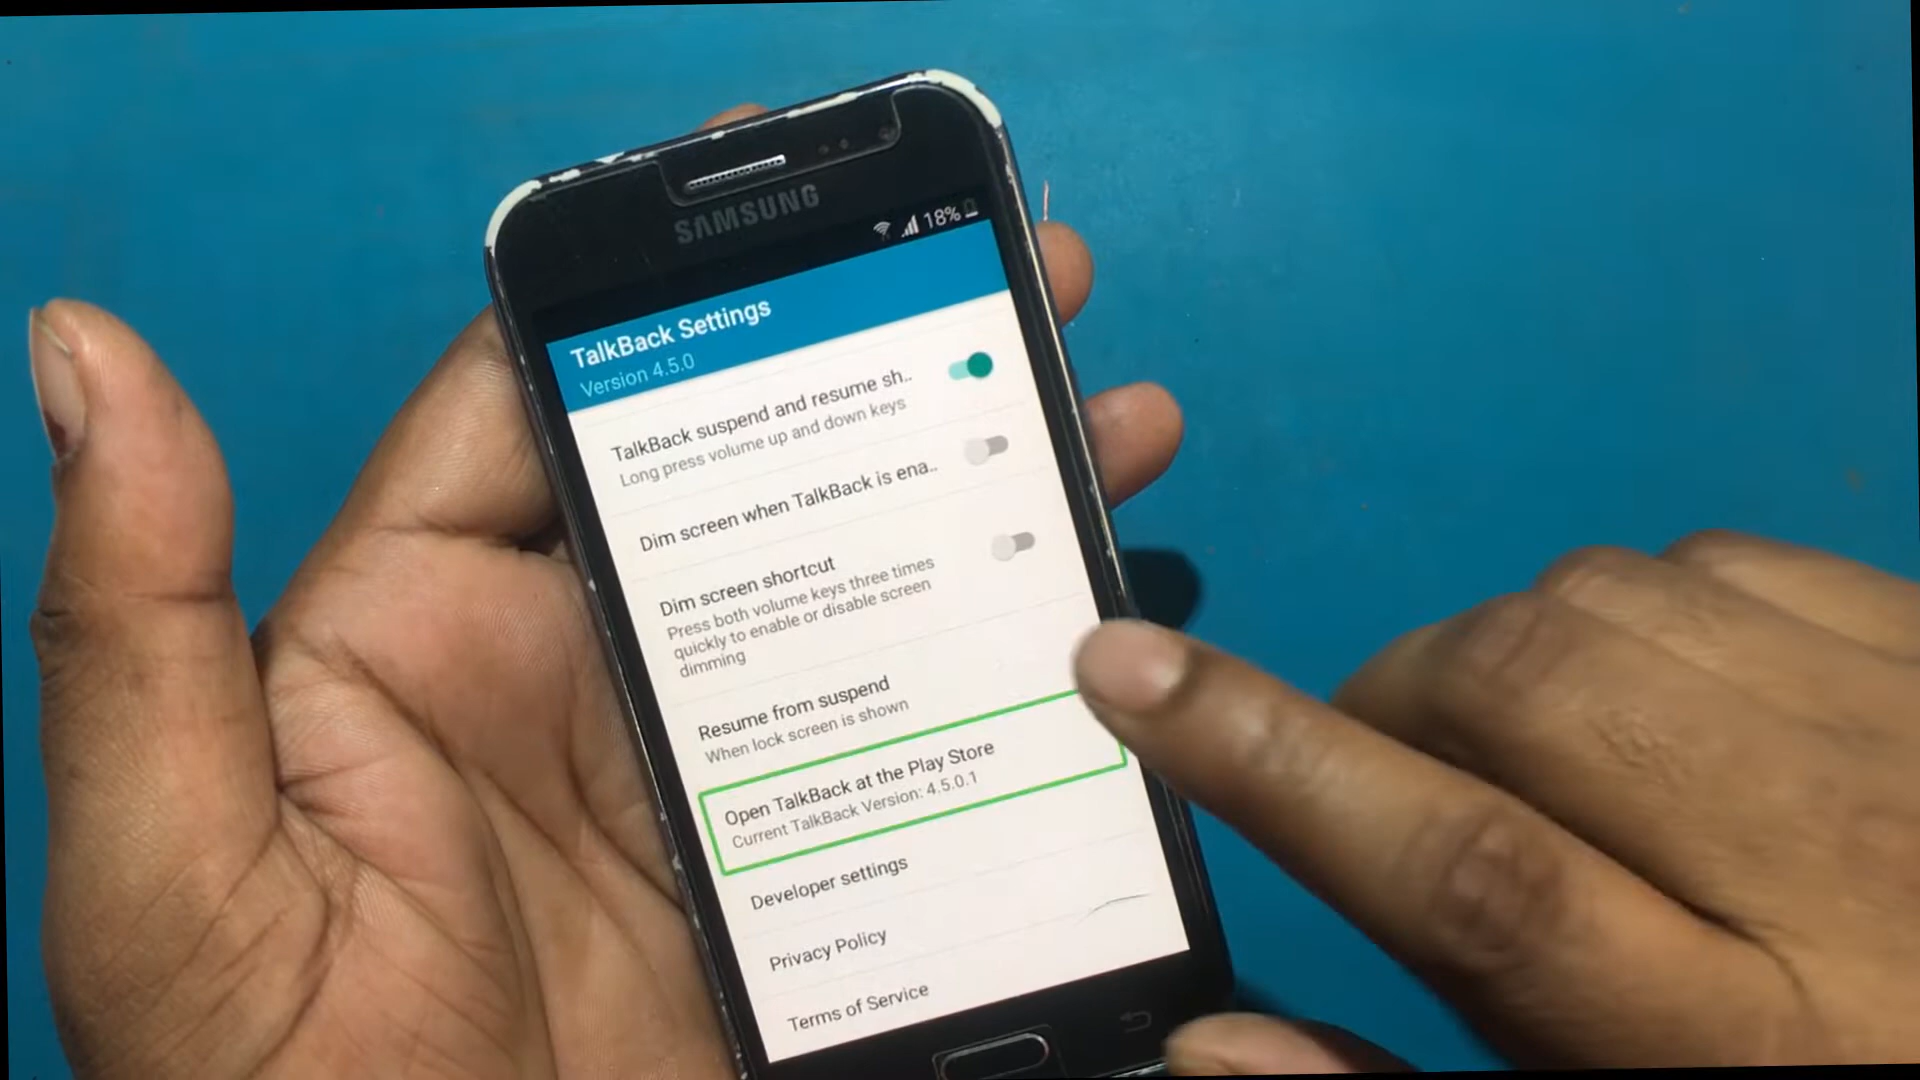 SAMSUNG
18%
TalkBack Settings
Version 4.5.0
TalkBack suspend and resume sh..
Long press volume up and down keys
Dim screen when TalkBack is ena..
Dim screen shortcut
Press both volume keys three times
quickly to enable or disable screen
dimming
Resume from suspend
When lock screen is shown
Open TalkBack at the Play Store
Current TalkBack Version: 4.5.0.1
Developer settings
Privacy Policy
Terms of Service